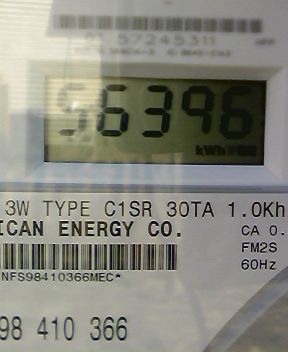 57245311
56396
kWh
3W TYPE C1SR 30TA 1.0Kh
ICAN ENERGY CO.
CA 0.
FM2S
60Hz
NFS98410366MEC*
98 410 366